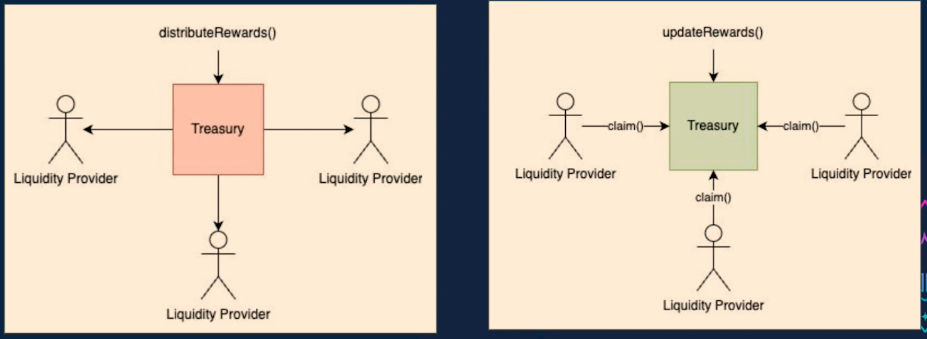 distributeRewards()
Treasury
Liquidity Provider
Liquidity Provider
Liquidity Provider
updateRewards()
claim()
Treasury
claim()
Liquidity Provider
Liquidity Provider
claim()
Liquidity Provider